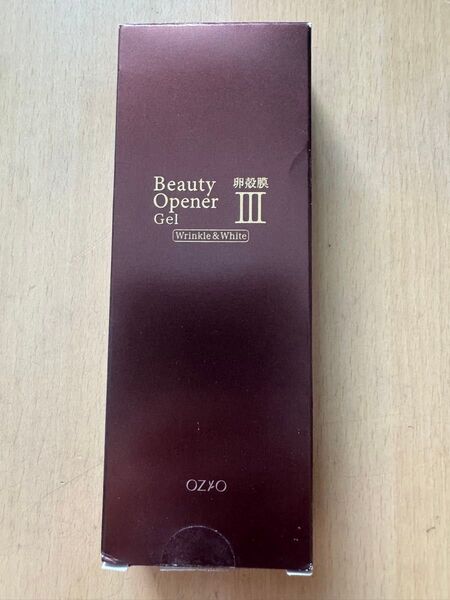 Beauty
Opener
Gel
卵殻膜
III
Wrinkle & White
OZIO